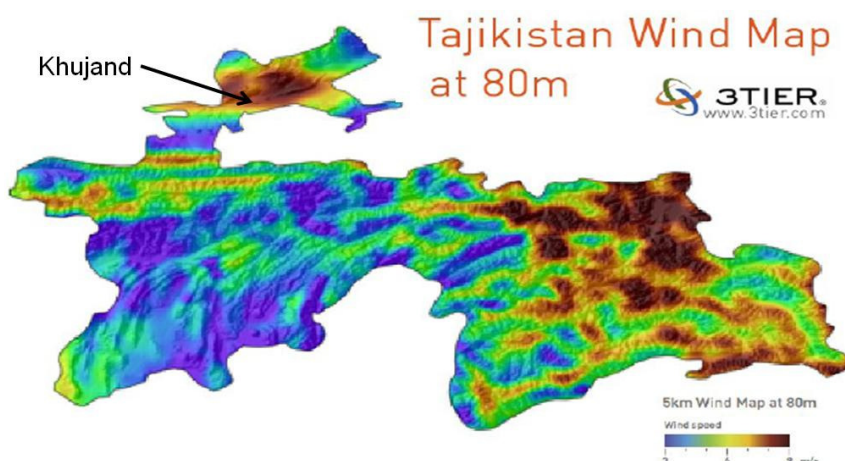 Khujand
Tajikistan Wind Map
at 80m
3TIER®
www.3tier.com
5km Wind Map at 80m
Wind speed
m/s